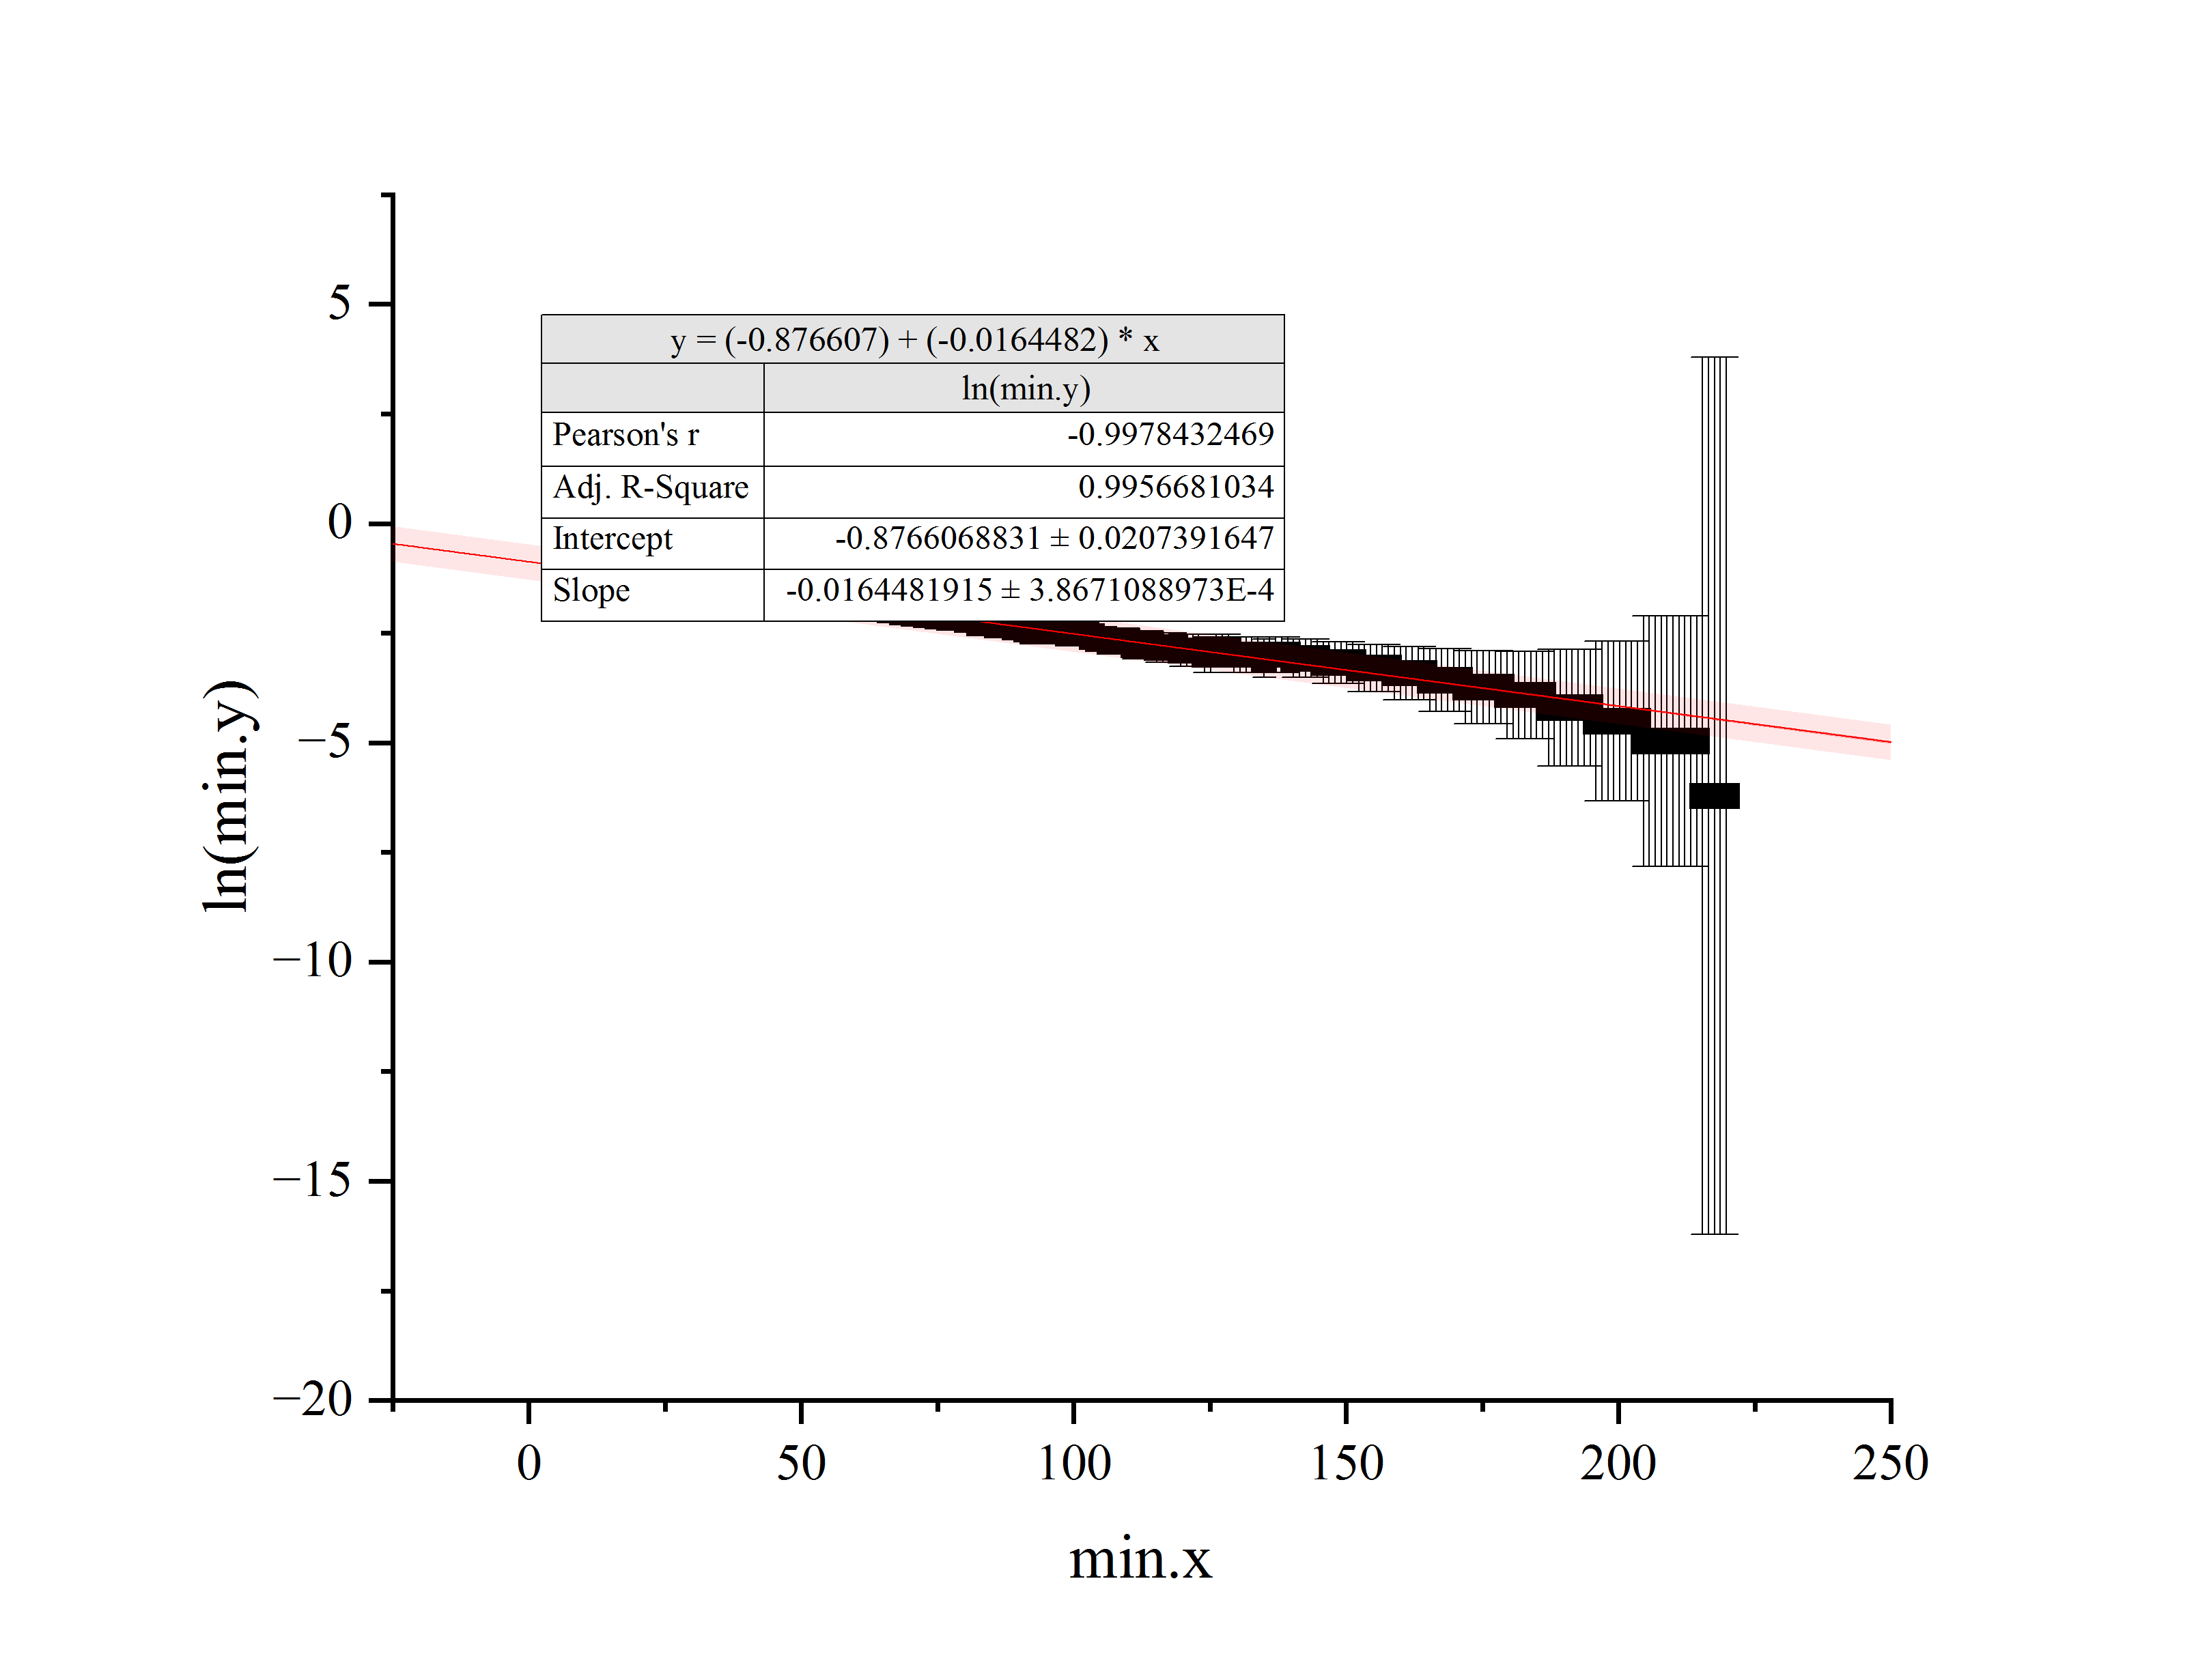 y = (-0.876607) + (-0.0164482) * x
ln(min.y)
Pearson's r -0.9978432469
Adj. R-Square 0.9956681034
Intercept -0.8766068831 ± 0.0207391647
Slope -0.0164481915 ± 3.8671088973E-4
5
0
−5
−10
−15
−20
ln(min.y)
0 50 100 150 200 250
min.x